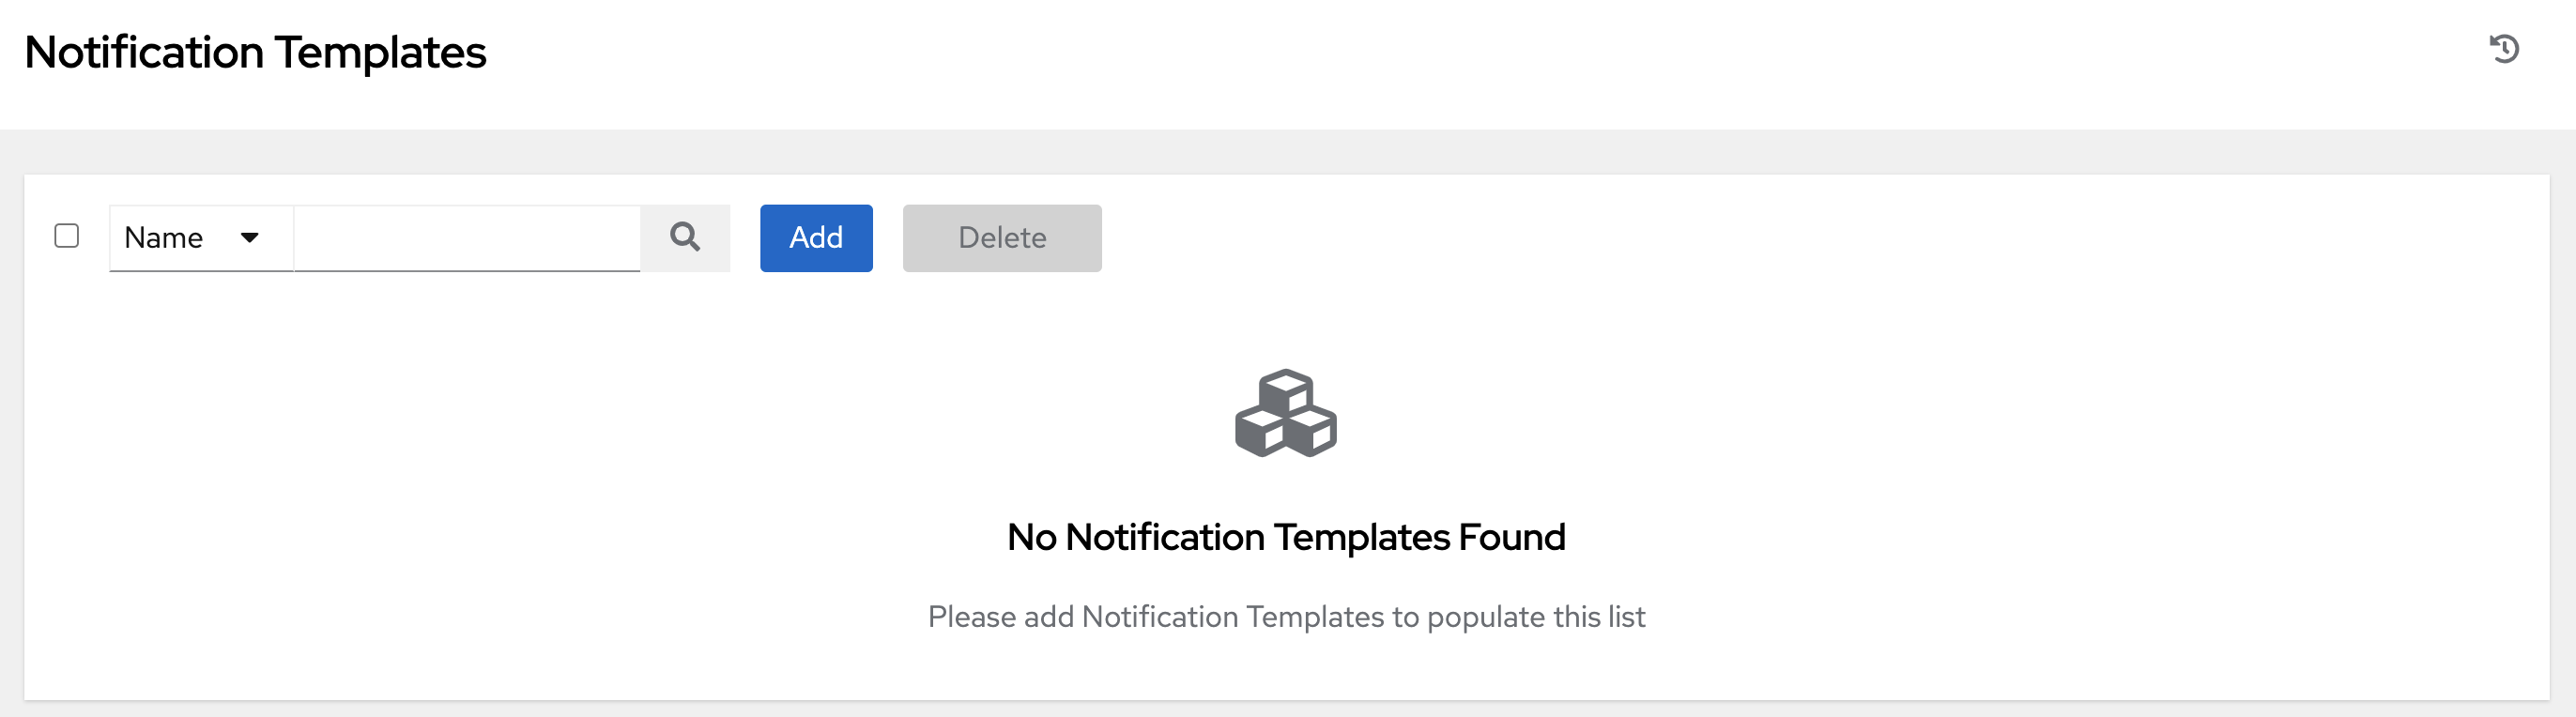 Notification Templates
Name
Add
Delete
No Notification Templates Found
Please add Notification Templates to populate this list